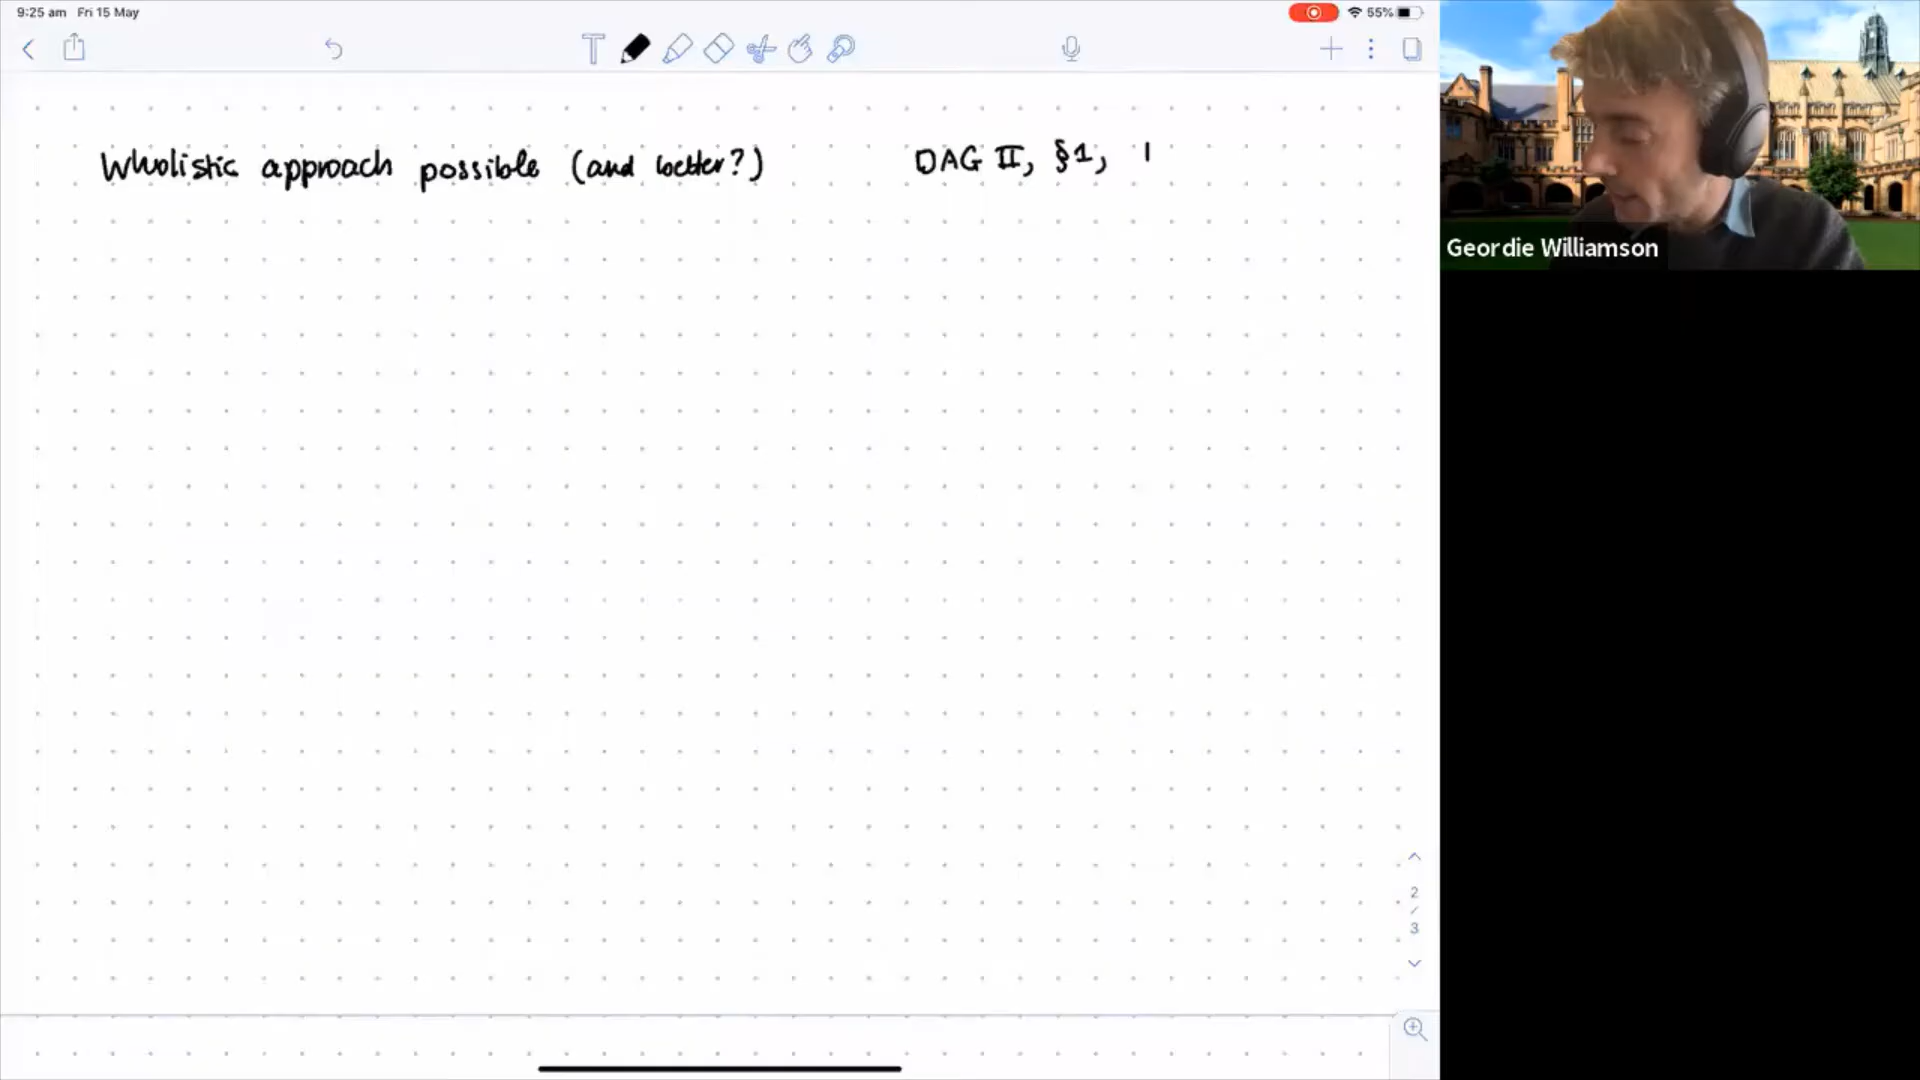 9:25 am Fri 15 May
55%
Wholistic approach possible (and better?)
DAG II, §1, I
Geordie Williamson
2
/
3